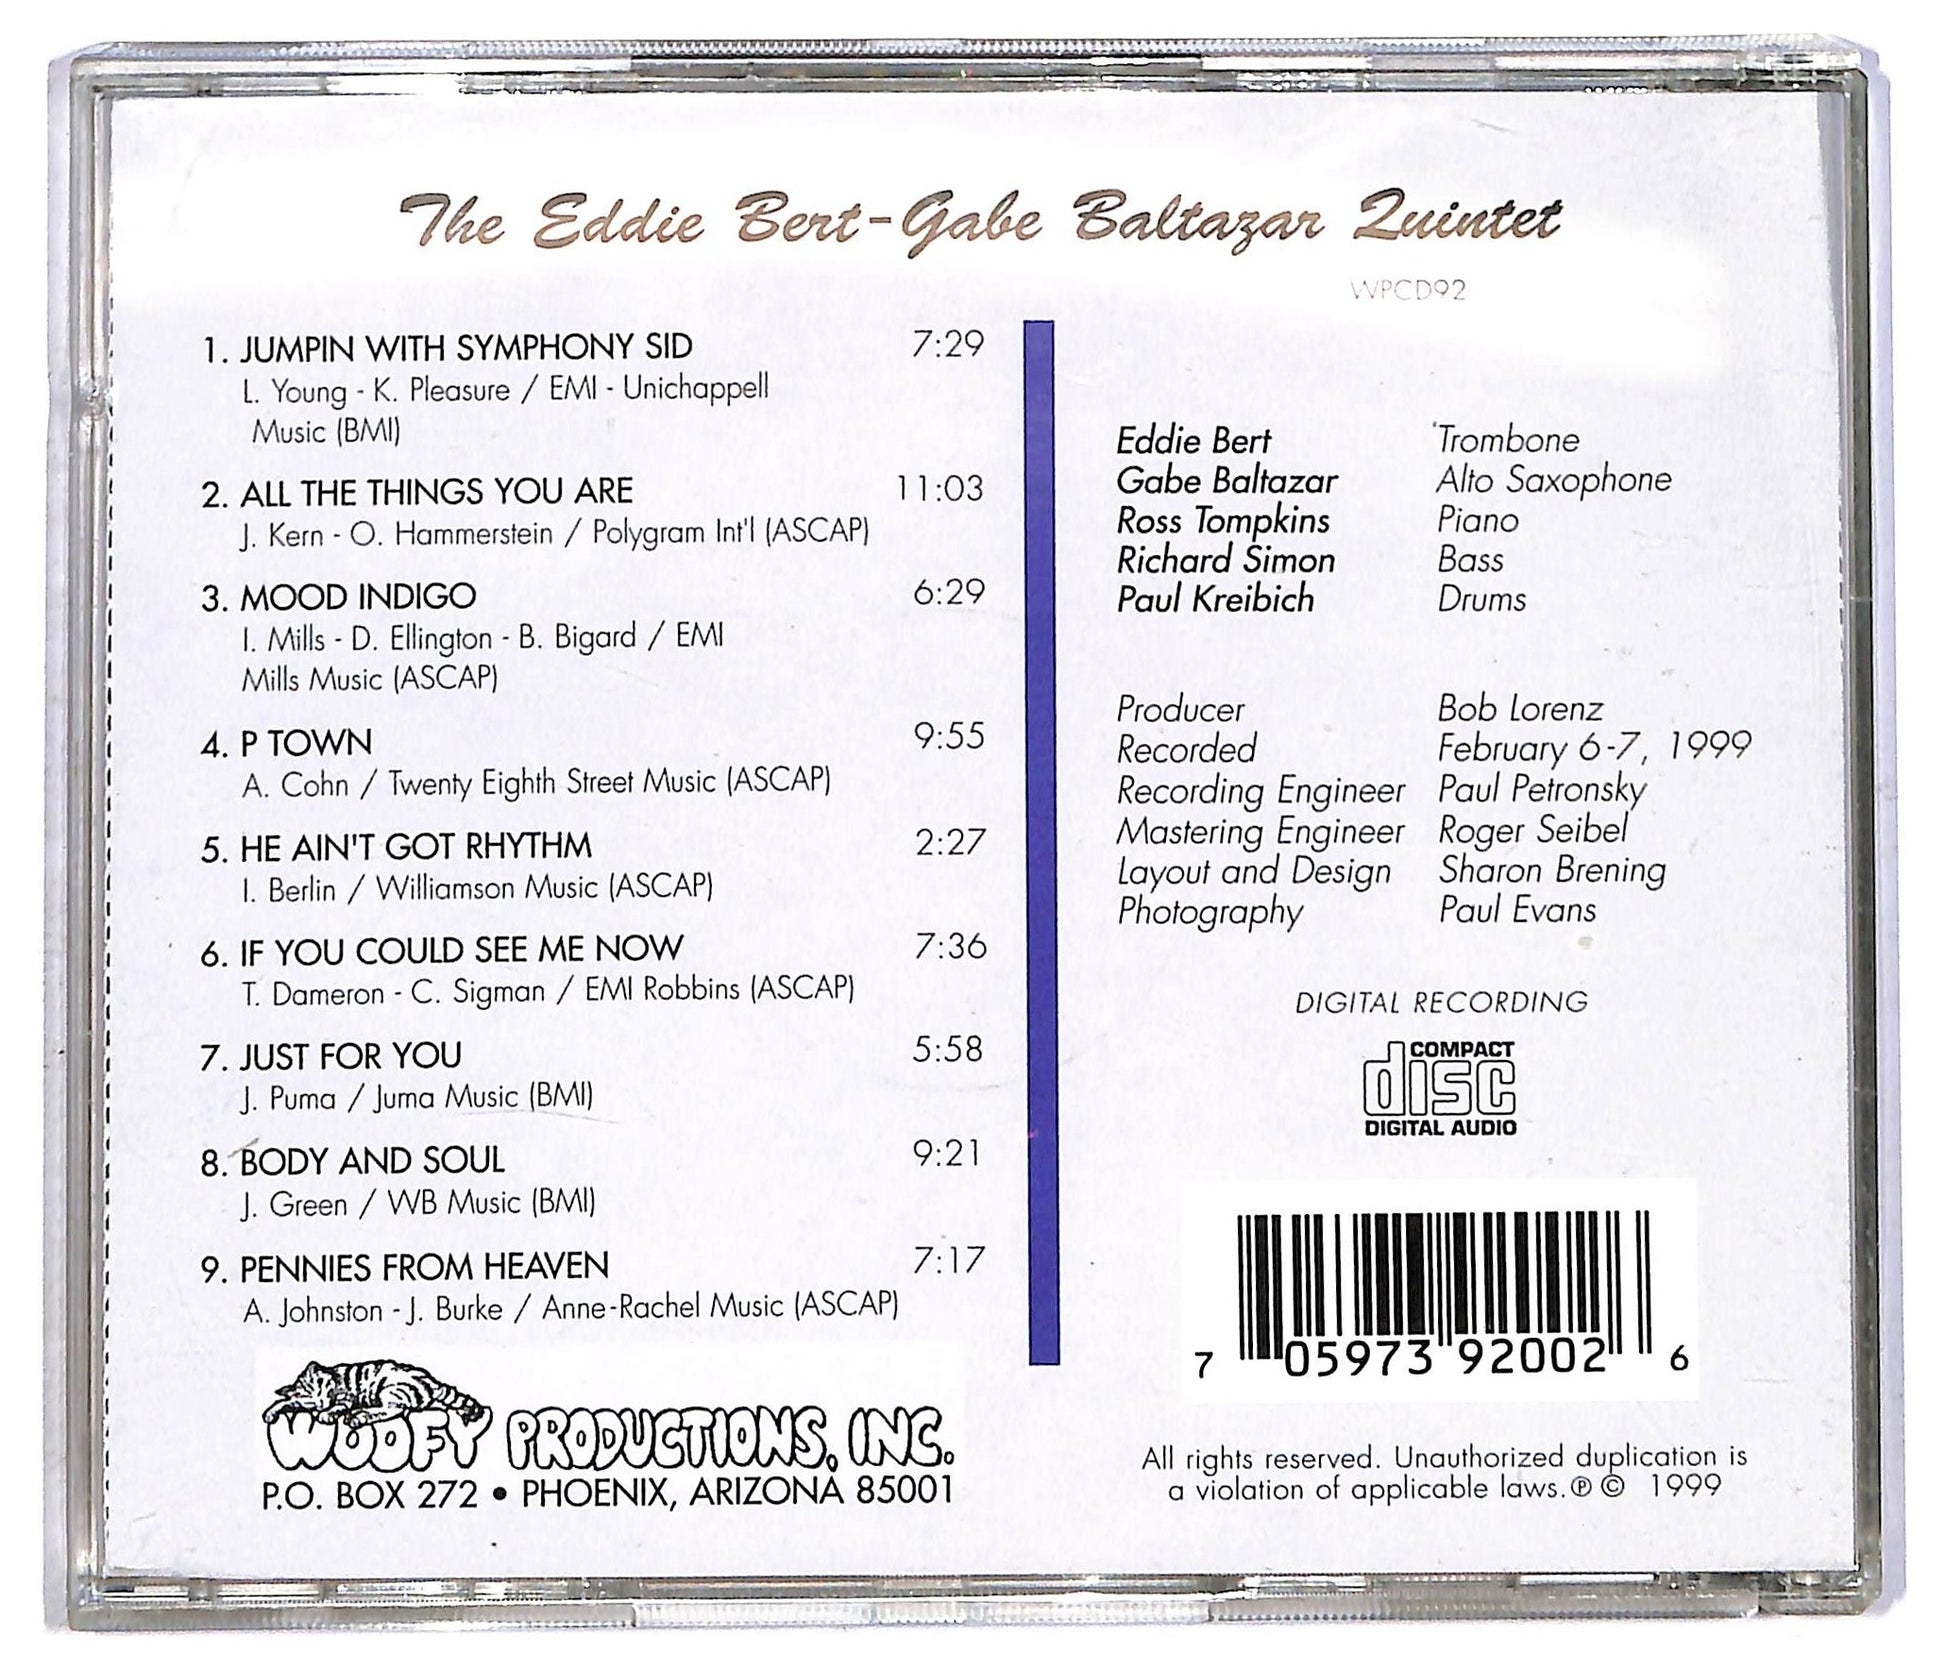 The Eddie Bert-Gabe Baltazar Quintet
WPCD92
1. JUMPIN WITH SYMPHONY SID 7:29
L. Young - K. Pleasure / EMI - Unichappell
Music (BMI)
2. ALL THE THINGS YOU ARE 11:03
J. Kern - O. Hammerstein / Polygram Int'l (ASCAP)
3. MOOD INDIGO 6:29
I. Mills - D. Ellington - B. Bigard / EMI
Mills Music (ASCAP)
4. P TOWN 9:55
A. Cohn / Twenty Eighth Street Music (ASCAP)
5. HE AIN'T GOT RHYTHM 2:27
I. Berlin / Williamson Music (ASCAP)
6. IF YOU COULD SEE ME NOW 7:36
T. Dameron - C. Sigman / EMI Robbins (ASCAP)
7. JUST FOR YOU 5:58
J. Puma / Juma Music (BMI)
8. BODY AND SOUL 9:21
J. Green / WB Music (BMI)
9. PENNIES FROM HEAVEN 7:17
A. Johnston - J. Burke / Anne-Rachel Music (ASCAP)
WOOFY PRODUCTIONS, INC.
P.O. BOX 272 • PHOENIX, ARIZONA 85001
Eddie Bert Trombone
Gabe Baltazar Alto Saxophone
Ross Tompkins Piano
Richard Simon Bass
Paul Kreibich Drums
Producer Bob Lorenz
Recorded February 6-7, 1999
Recording Engineer Paul Petronsky
Mastering Engineer Roger Seibel
Layout and Design Sharon Brening
Photography Paul Evans
DIGITAL RECORDING
COMPACT
disc
DIGITAL AUDIO
7 05973 92002 6
All rights reserved. Unauthorized duplication is
a violation of applicable laws. ℗ © 1999